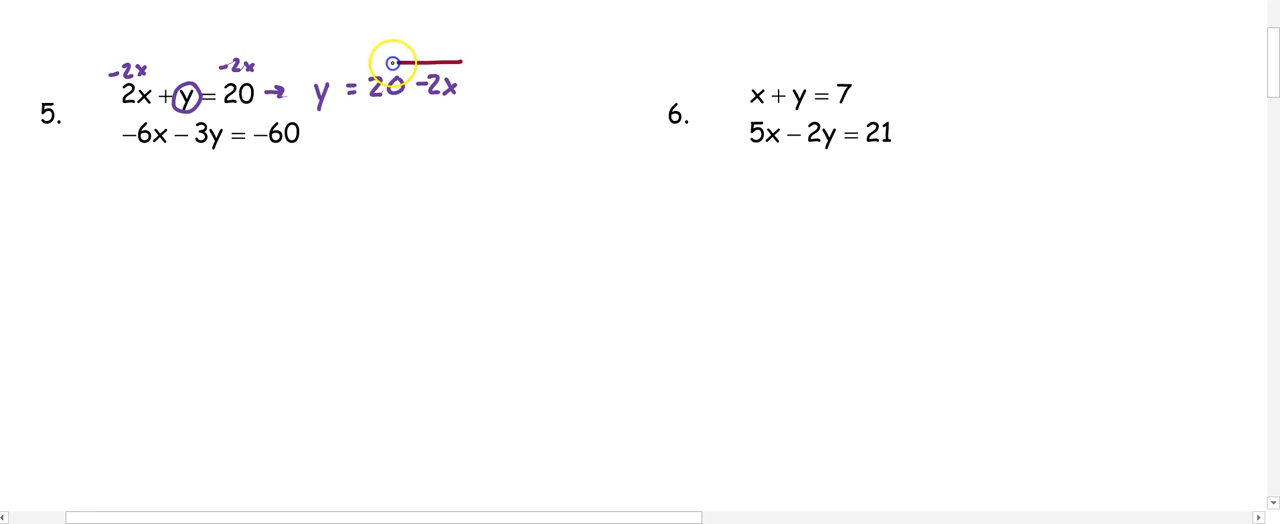 -2x -2x
5. 2x + y = 20 → y = 20 -2x
−6x − 3y = −60
6. x + y = 7
5x − 2y = 21